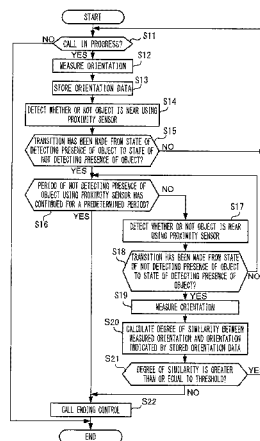 START
S11
NO
CALL IN PROGRESS?
YES
S12
MEASURE ORIENTATION
S13
STORE ORIENTATION DATA
S14
DETECT WHETHER OR NOT OBJECT IS NEAR USING
PROXIMITY SENSOR
S15
TRANSITION HAS BEEN MADE FROM STATE OF
DETECTING PRESENCE OF OBJECT TO STATE OF
NOT DETECTING PRESENCE OF OBJECT?
NO
YES
PERIOD OF NOT DETECTING PRESENCE OF
OBJECT USING PROXIMITY SENSOR HAS
CONTINUED FOR A PREDETERMINED PERIOD?
NO
S16
YES
S17
DETECT WHETHER OR NOT OBJECT IS NEAR
USING PROXIMITY SENSOR
S18
TRANSITION HAS BEEN MADE FROM STATE
OF NOT DETECTING PRESENCE OF OBJECT
TO STATE OF DETECTING PRESENCE OF
OBJECT?
NO
YES
S19
MEASURE ORIENTATION
S20
CALCULATE DEGREE OF SIMILARITY BETWEEN
MEASURED ORIENTATION AND ORIENTATION
INDICATED BY STORED ORIENTATION DATA
S21
DEGREE OF SIMILARITY IS GREATER
THAN OR EQUAL TO THRESHOLD?
YES
NO
S22
CALL ENDING CONTROL
END